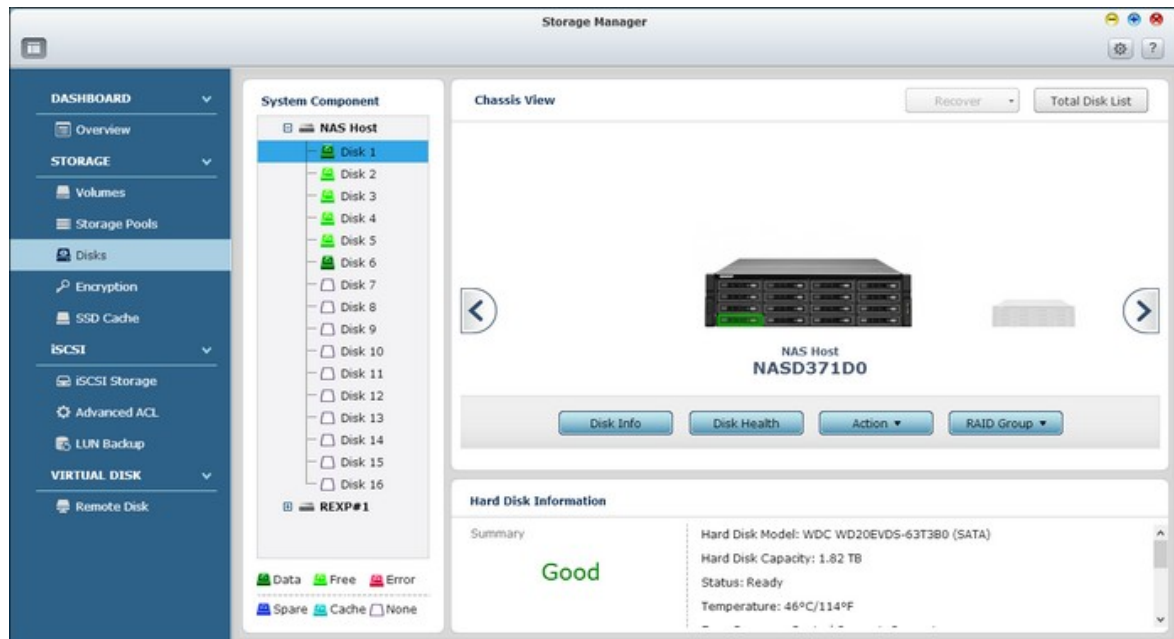 Storage Manager
?
DASHBOARD
Overview
STORAGE
Volumes
Storage Pools
Disks
Encryption
SSD Cache
iSCSI
iSCSI Storage
Advanced ACL
LUN Backup
VIRTUAL DISK
Remote Disk
System Component
NAS Host
Disk 1
Disk 2
Disk 3
Disk 4
Disk 5
Disk 6
Disk 7
Disk 8
Disk 9
Disk 10
Disk 11
Disk 12
Disk 13
Disk 14
Disk 15
Disk 16
REXP#1
Data Free Error
Spare Cache None
Chassis View
Recover
Total Disk List
NAS Host
NASD371D0
Disk Info
Disk Health
Action
RAID Group
Hard Disk Information
Summary
Good
Hard Disk Model: WDC WD20EVDS-63T3B0 (SATA)
Hard Disk Capacity: 1.82 TB
Status: Ready
Temperature: 46°C/114°F